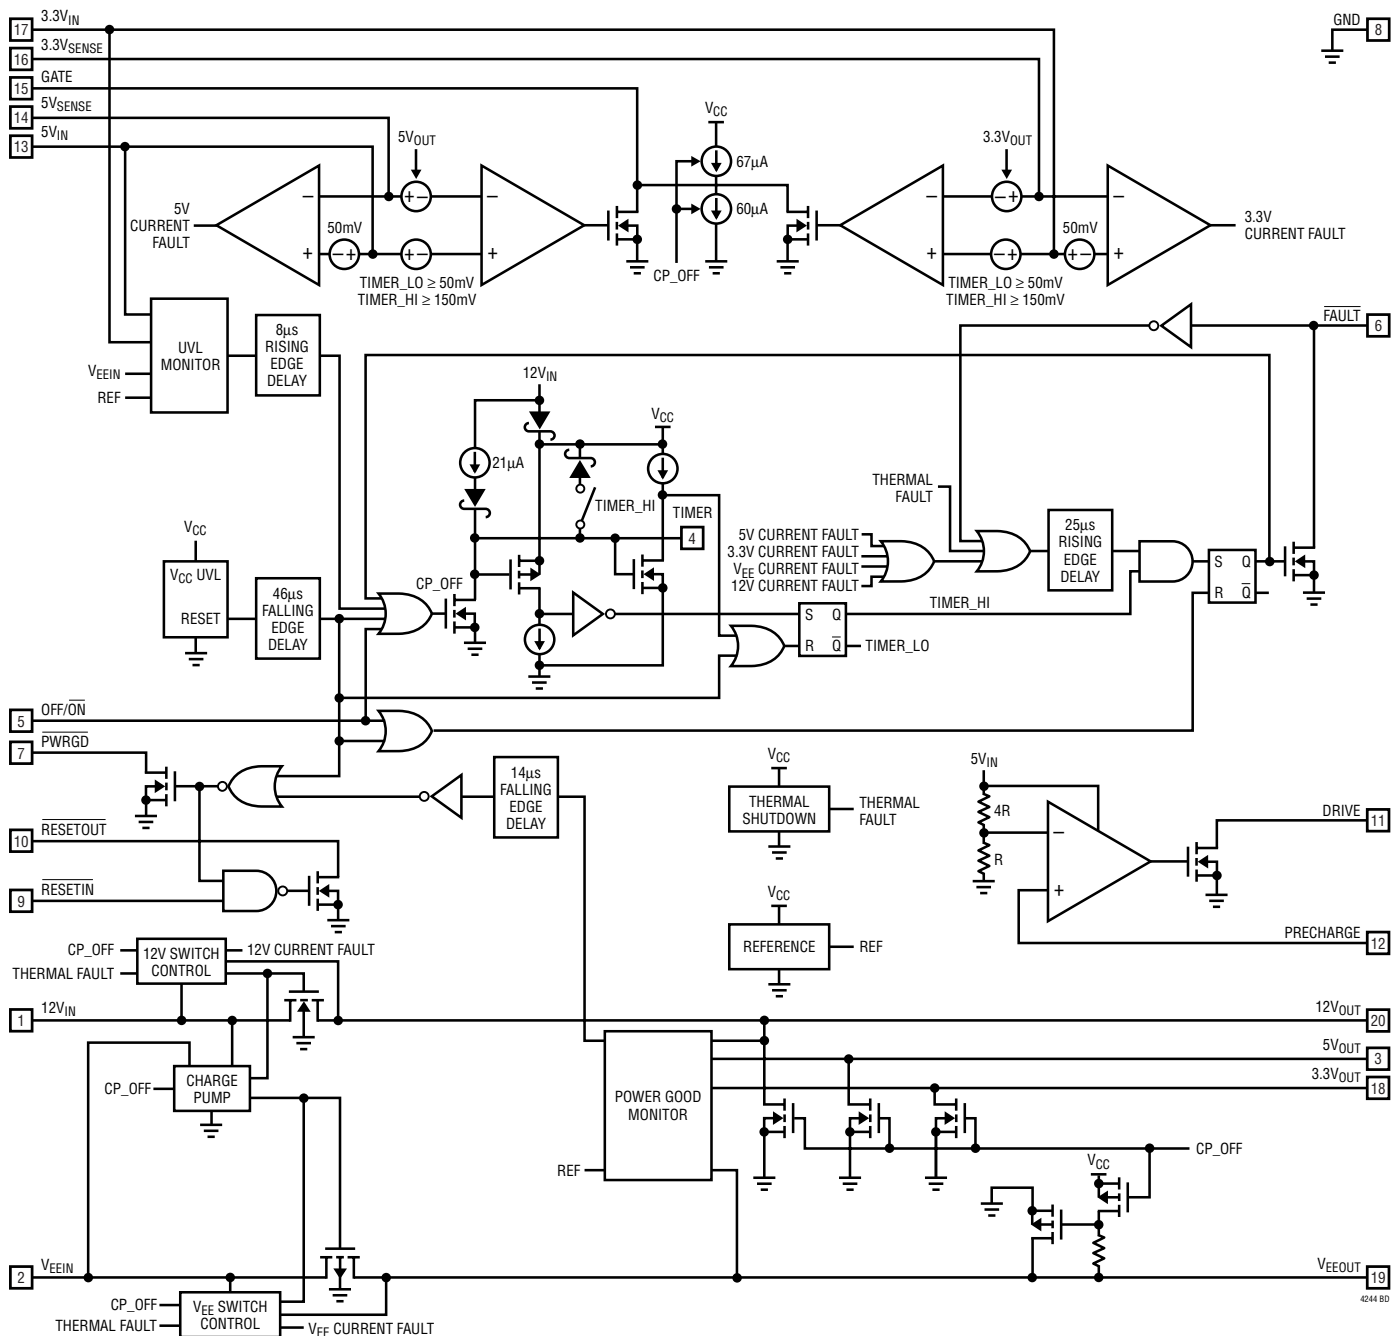 17 3.3VIN
16 3.3VSENSE
15 GATE
14 5VSENSE
13 5VIN
GND 8
5VOUT
VCC
67µA
60µA
CP_OFF
3.3VOUT
− − − −
+ + + +
+− −+
5V
CURRENT
FAULT
50mV
−+ −+
TIMER_LO ≥ 50mV
TIMER_HI ≥ 150mV
50mV
−+ −+
TIMER_LO ≥ 50mV
TIMER_HI ≥ 150mV
3.3V
CURRENT FAULT
FAULT 6
UVL
MONITOR
VEEIN
REF
8µs
RISING
EDGE
DELAY
12VIN
VCC
21µA
TIMER_HI
TIMER
4
THERMAL
FAULT
5V CURRENT FAULT
3.3V CURRENT FAULT
VEE CURRENT FAULT
12V CURRENT FAULT
25µs
RISING
EDGE
DELAY
S Q
R Q
VCC
VCC UVL
RESET
46µs
FALLING
EDGE
DELAY
CP_OFF
S Q
R Q
TIMER_HI
TIMER_LO
5 OFF/ON
7 PWRGD
10 RESETOUT
9 RESETIN
14µs
FALLING
EDGE
DELAY
VCC
THERMAL
SHUTDOWN
THERMAL
FAULT
VCC
REFERENCE
REF
5VIN
4R
R
−
+
DRIVE 11
PRECHARGE 12
CP_OFF
THERMAL FAULT
12V SWITCH
CONTROL
12V CURRENT FAULT
1 12VIN
CP_OFF
CHARGE
PUMP
POWER GOOD
MONITOR
REF
12VOUT 20
5VOUT 3
3.3VOUT 18
CP_OFF
VCC
2 VEEIN
CP_OFF
THERMAL FAULT
VEE SWITCH
CONTROL
VEE CURRENT FAULT
VEEOUT 19
4244 BD